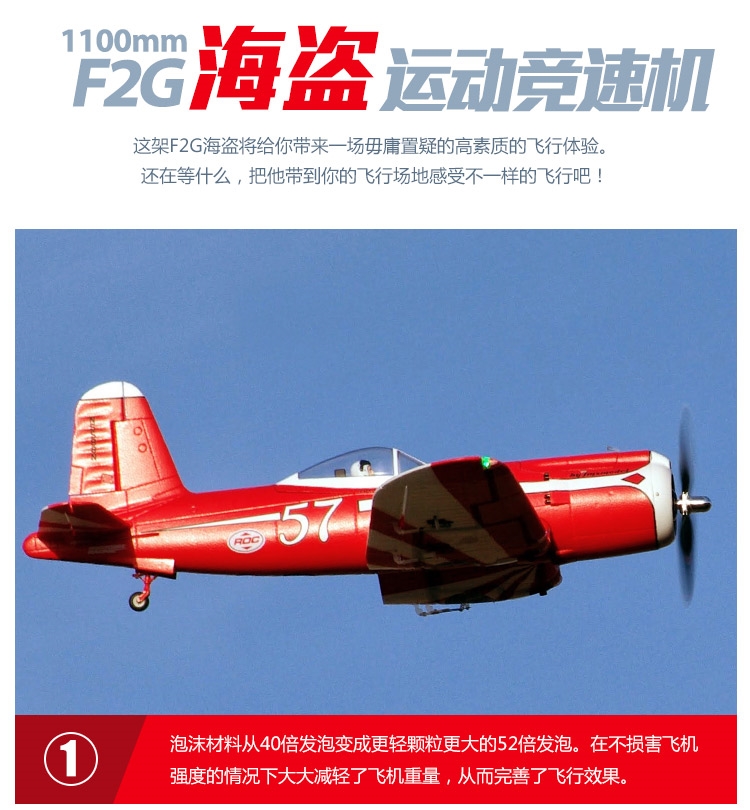 1100mm
F2G海盗 运动竞速机
这架F2G海盗将给你带来一场毋庸置疑的高素质的飞行体验。
还在等什么，把他带到你的飞行场地感受不一样的飞行吧！
57
ROC
1
泡沫材料从40倍发泡变成更轻颗粒更大的52倍发泡。在不损害飞机
强度的情况下大大减轻了飞机重量，从而完善了飞行效果。